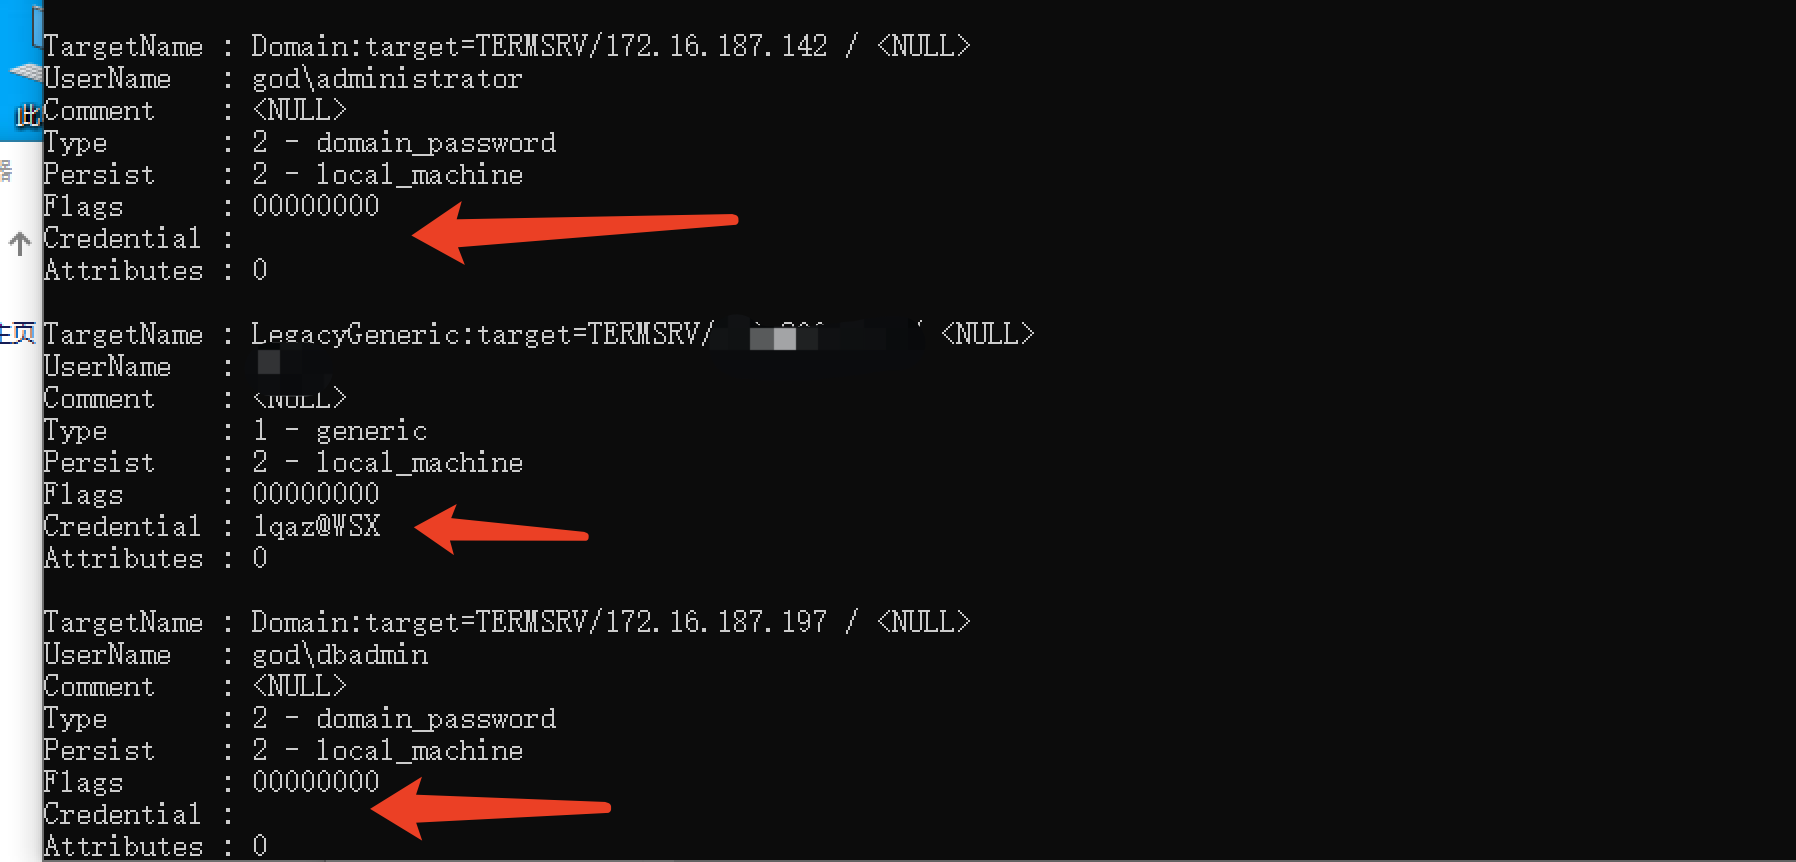 TargetName : Domain:target=TERMSRV/172.16.187.142 / <NULL>
UserName   : god\administrator
Comment    : <NULL>
此
Type       : 2 - domain_password
器
Persist    : 2 - local_machine
Flags      : 00000000
Credential :
Attributes : 0
主页
TargetName : LegacyGeneric:target=TERMSRV/ <NULL>
UserName   :
Comment    : <NULL>
Type       : 1 - generic
Persist    : 2 - local_machine
Flags      : 00000000
Credential : 1qaz@WSX
Attributes : 0
TargetName : Domain:target=TERMSRV/172.16.187.197 / <NULL>
UserName   : god\dbadmin
Comment    : <NULL>
Type       : 2 - domain_password
Persist    : 2 - local_machine
Flags      : 00000000
Credential :
Attributes : 0